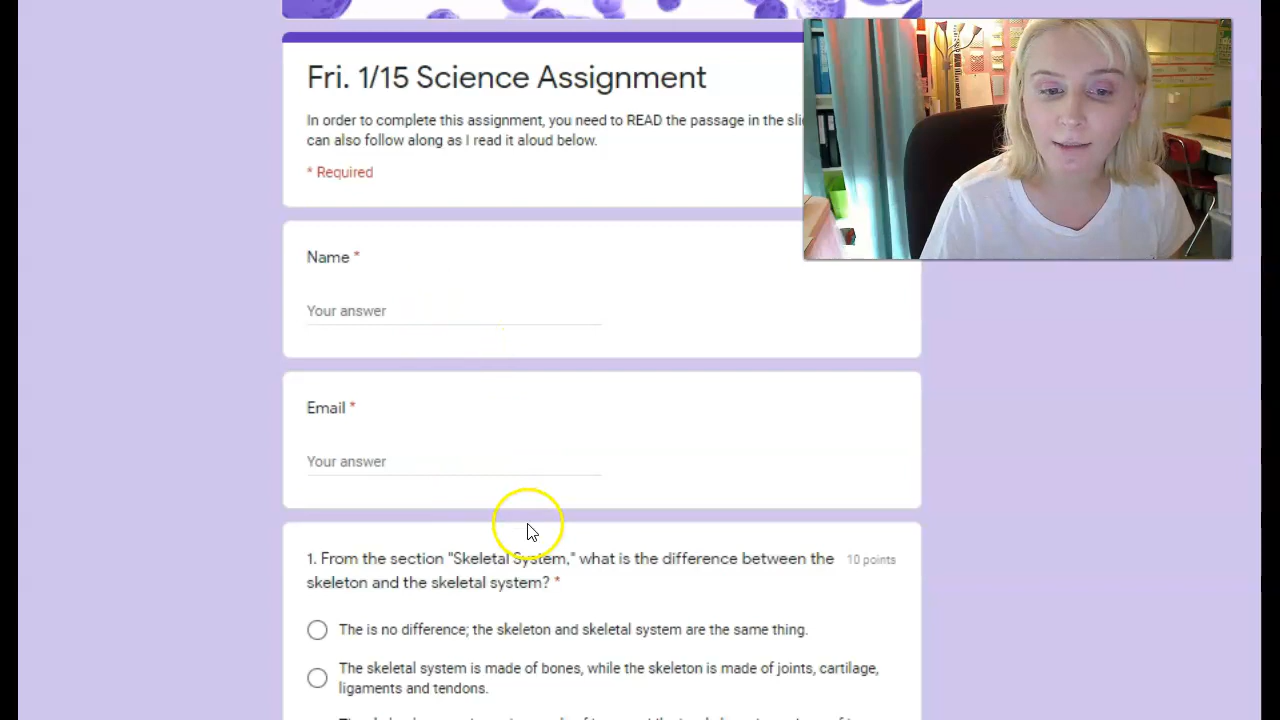 Fri. 1/15 Science Assignment
In order to complete this assignment, you need to READ the passage in the
can also follow along as I read it aloud below.
* Required
Name *
Your answer
Email *
Your answer
1. From the section "Skeletal System," what is the difference between the
10 points
skeleton and the skeletal system? *
The is no difference; the skeleton and skeletal system are the same thing.
The skeletal system is made of bones, while the skeleton is made of joints, cartilage,
ligaments and tendons.